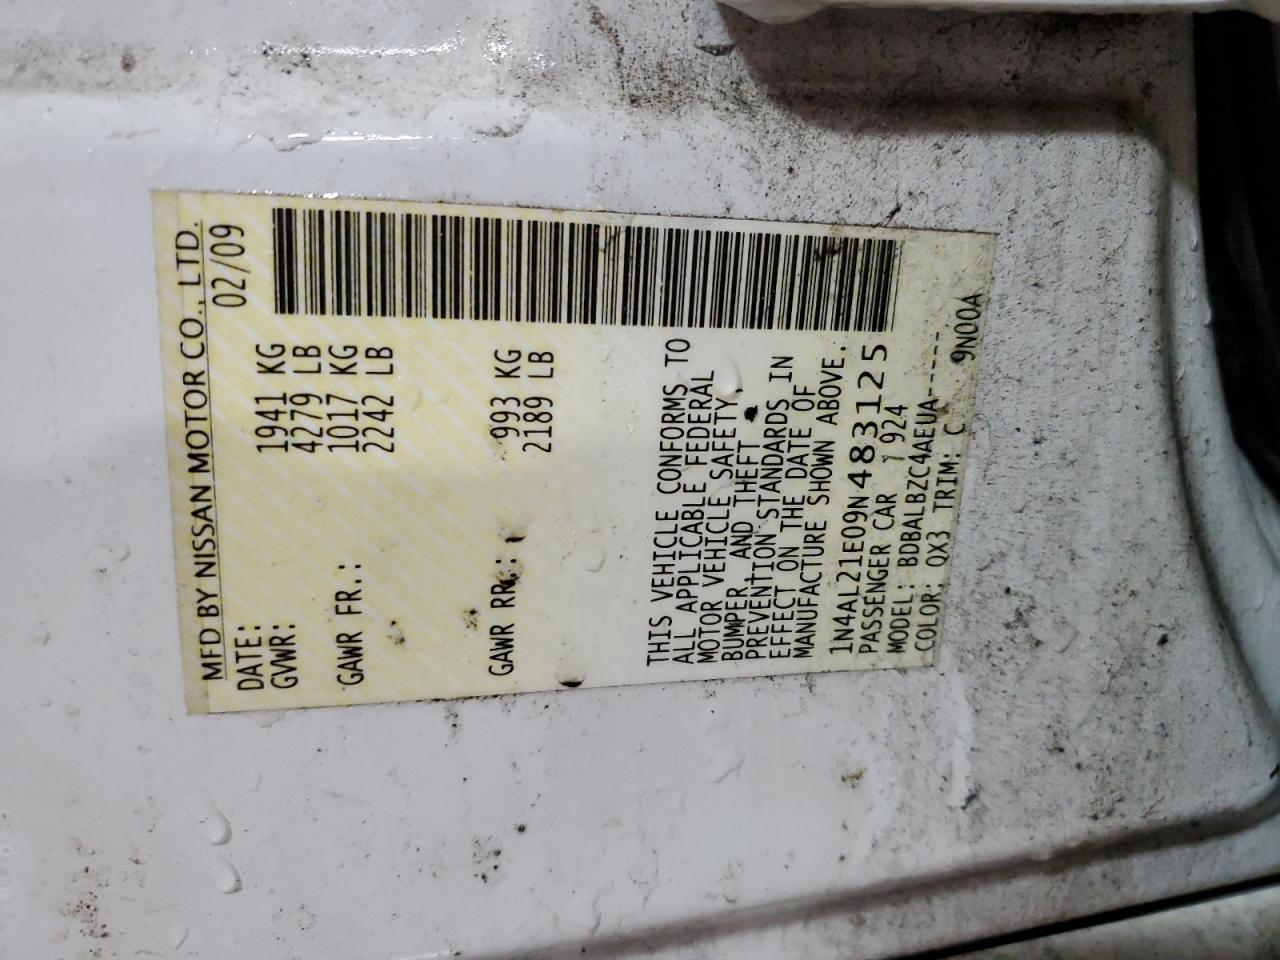 MFD BY NISSAN MOTOR CO., LTD.
DATE: 02/09
GVWR: 1941 KG
4279 LB
GAWR FR.: 1017 KG
2242 LB
GAWR RR.: 993 KG
2189 LB
THIS VEHICLE CONFORMS TO
ALL APPLICABLE FEDERAL
MOTOR VEHICLE SAFETY,
BUMPER, AND THEFT
PREVENTION STANDARDS IN
EFFECT ON THE DATE OF
MANUFACTURE SHOWN ABOVE.
1N4AL21E09N483125
PASSENGER CAR 924
MODEL: BDBALBZC4AEUA-----
COLOR: QX3 TRIM: C 9N00A